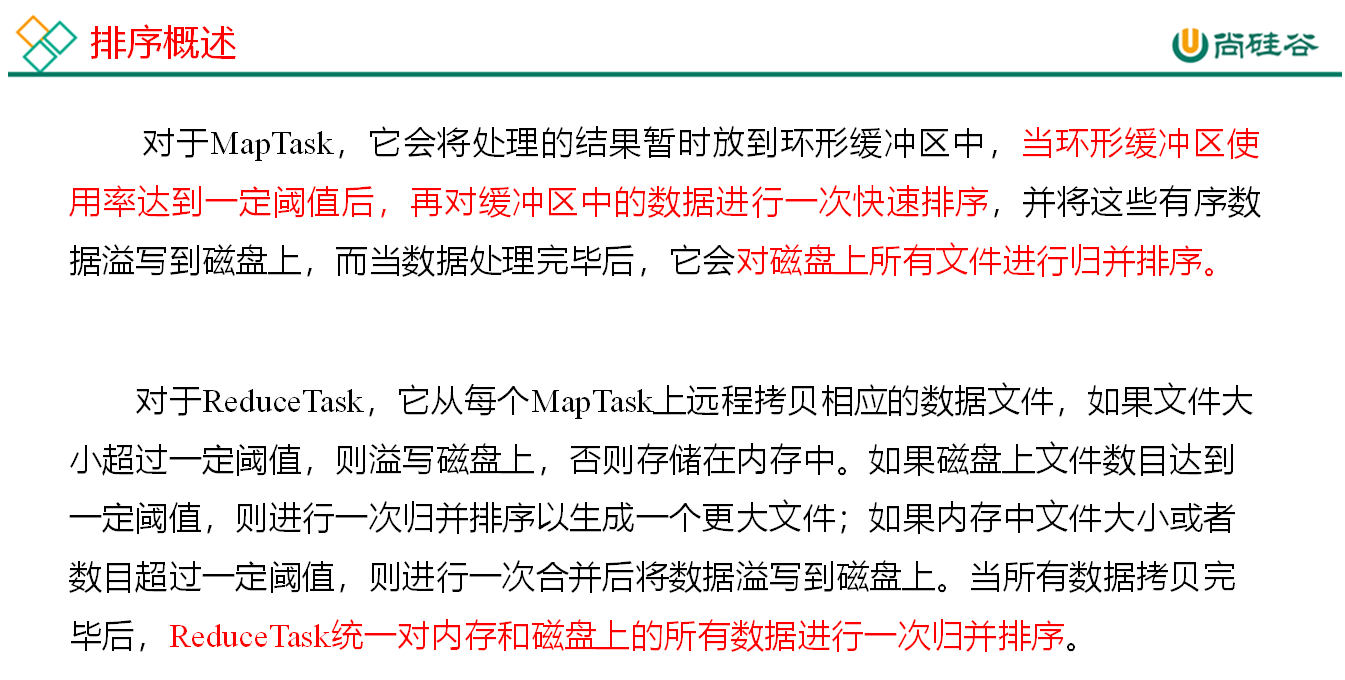 排序概述
尚硅谷
对于MapTask，它会将处理的结果暂时放到环形缓冲区中，当环形缓冲区使
用率达到一定阈值后，再对缓冲区中的数据进行一次快速排序，并将这些有序数
据溢写到磁盘上，而当数据处理完毕后，它会对磁盘上所有文件进行归并排序。
对于ReduceTask，它从每个MapTask上远程拷贝相应的数据文件，如果文件大
小超过一定阈值，则溢写磁盘上，否则存储在内存中。如果磁盘上文件数目达到
一定阈值，则进行一次归并排序以生成一个更大文件；如果内存中文件大小或者
数目超过一定阈值，则进行一次合并后将数据溢写到磁盘上。当所有数据拷贝完
毕后，ReduceTask统一对内存和磁盘上的所有数据进行一次归并排序。